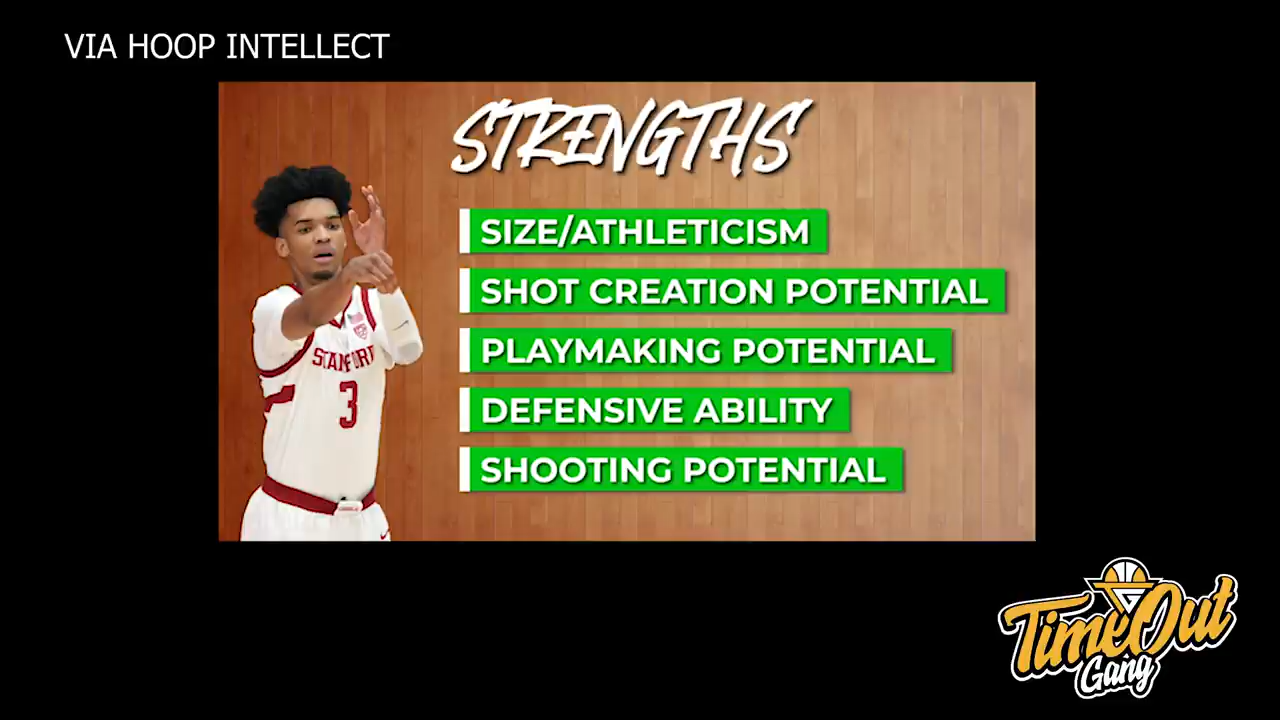 VIA HOOP INTELLECT
STRENGTHS
SIZE/ATHLETICISM
SHOT CREATION POTENTIAL
PLAYMAKING POTENTIAL
DEFENSIVE ABILITY
SHOOTING POTENTIAL
STANFORD
3
TimeOut
Gang